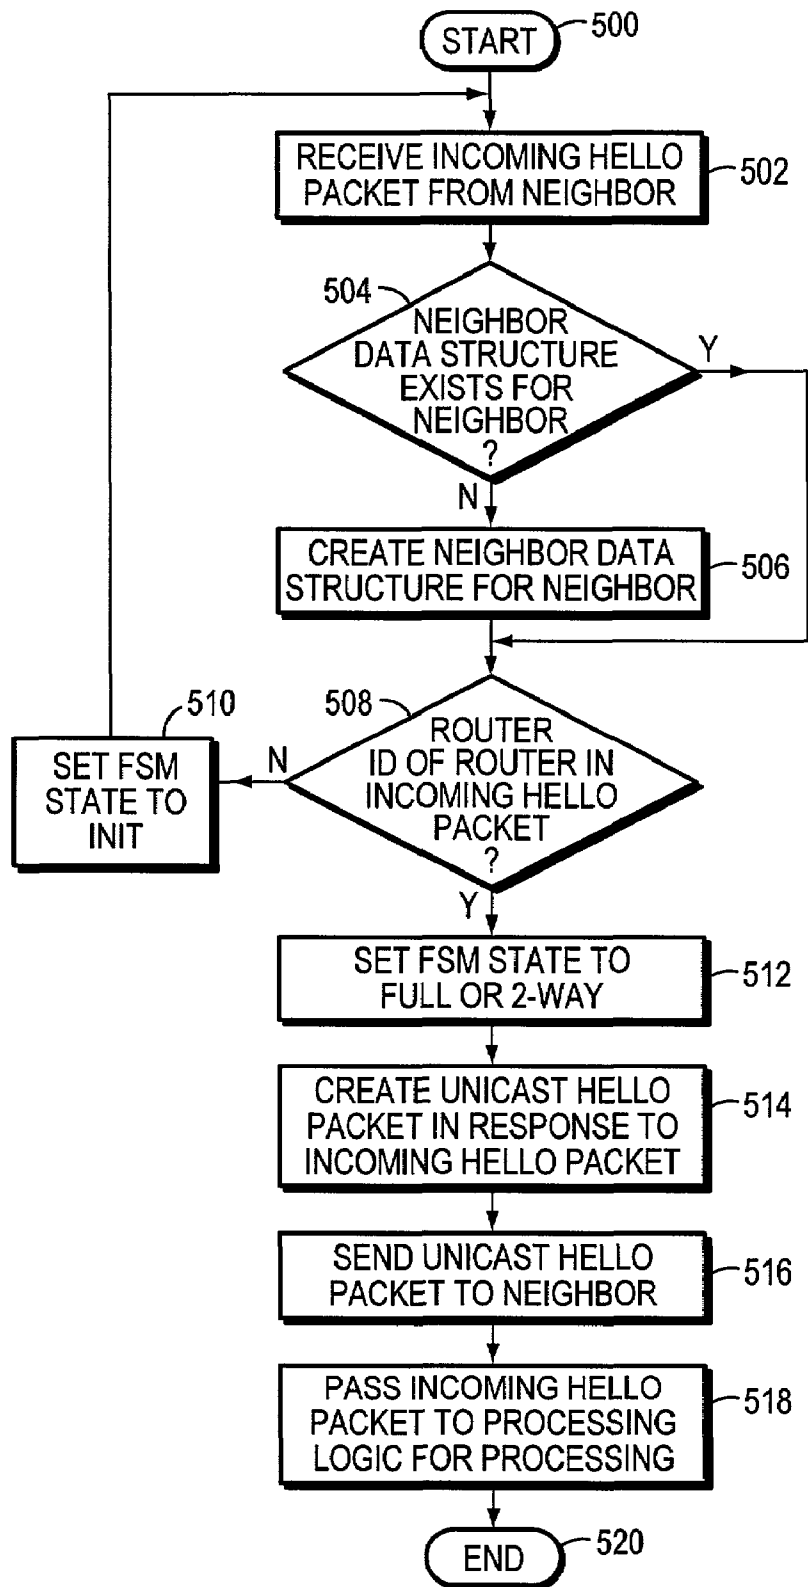 START
500
RECEIVE INCOMING HELLO
PACKET FROM NEIGHBOR
502
504
NEIGHBOR
DATA STRUCTURE
EXISTS FOR
NEIGHBOR
?
Y
N
CREATE NEIGHBOR DATA
STRUCTURE FOR NEIGHBOR
506
510
SET FSM
STATE TO
INIT
508
N
ROUTER
ID OF ROUTER IN
INCOMING HELLO
PACKET
?
Y
SET FSM STATE TO
FULL OR 2-WAY
512
CREATE UNICAST HELLO
PACKET IN RESPONSE TO
INCOMING HELLO PACKET
514
SEND UNICAST HELLO
PACKET TO NEIGHBOR
516
PASS INCOMING HELLO
PACKET TO PROCESSING
LOGIC FOR PROCESSING
518
END
520